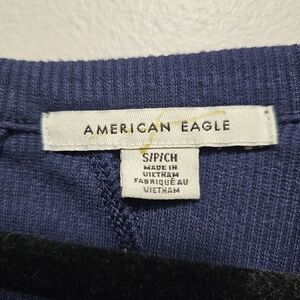 AMERICAN EAGLE
S/P/CH
MADE IN
VIETNAM
FABRIQUÉ AU
VIETNAM